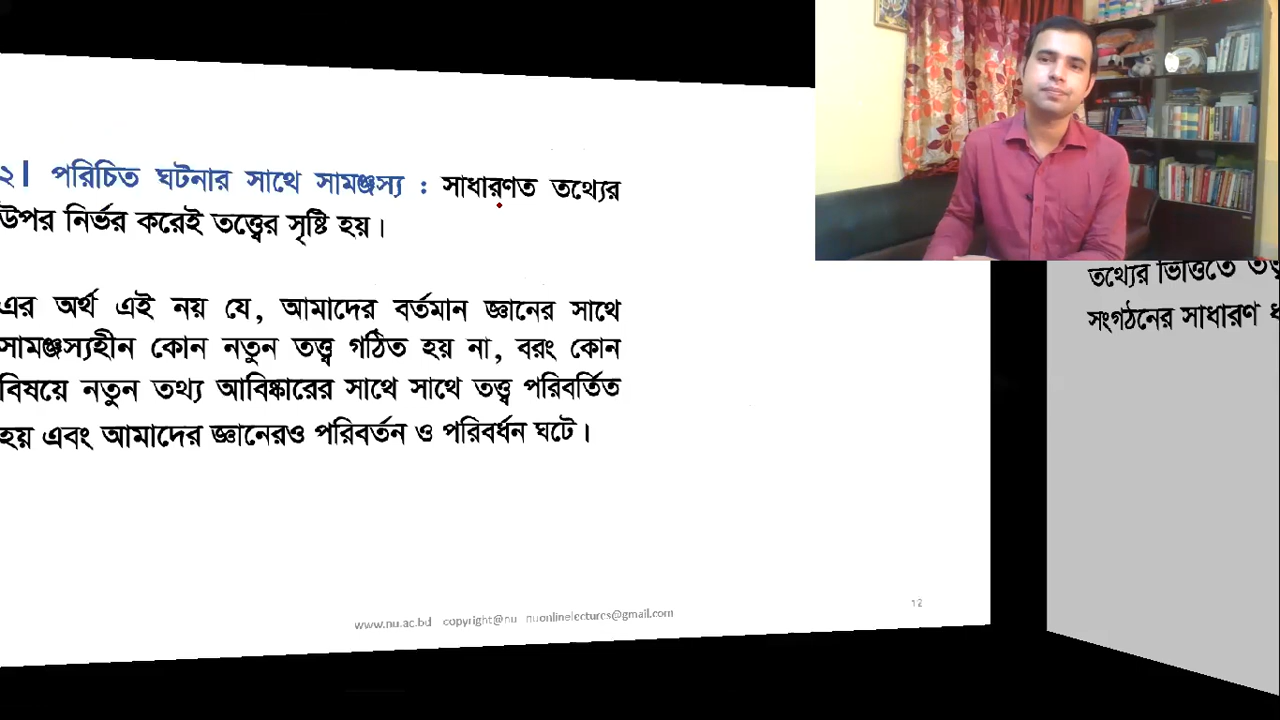 ২। পরিচিত ঘটনার সাথে সামঞ্জস্য : সাধারণত তথ্যের
উপর নির্ভর করেই তত্ত্বের সৃষ্টি হয়।
এর অর্থ এই নয় যে, আমাদের বর্তমান জ্ঞানের সাথে
সামঞ্জস্যহীন কোন নতুন তত্ত্ব গঠিত হয় না, বরং কোন
বিষয়ে নতুন তথ্য আবিষ্কারের সাথে সাথে তত্ত্ব পরিবর্তিত
হয় এবং আমাদের জ্ঞানেরও পরিবর্তন ও পরিবর্ধন ঘটে।
www.nu.ac.bd copyright@nu nuonlinelectures@gmail.com
12
তথ্যের ভিত্তিতে
সংগঠনের সাধারণ